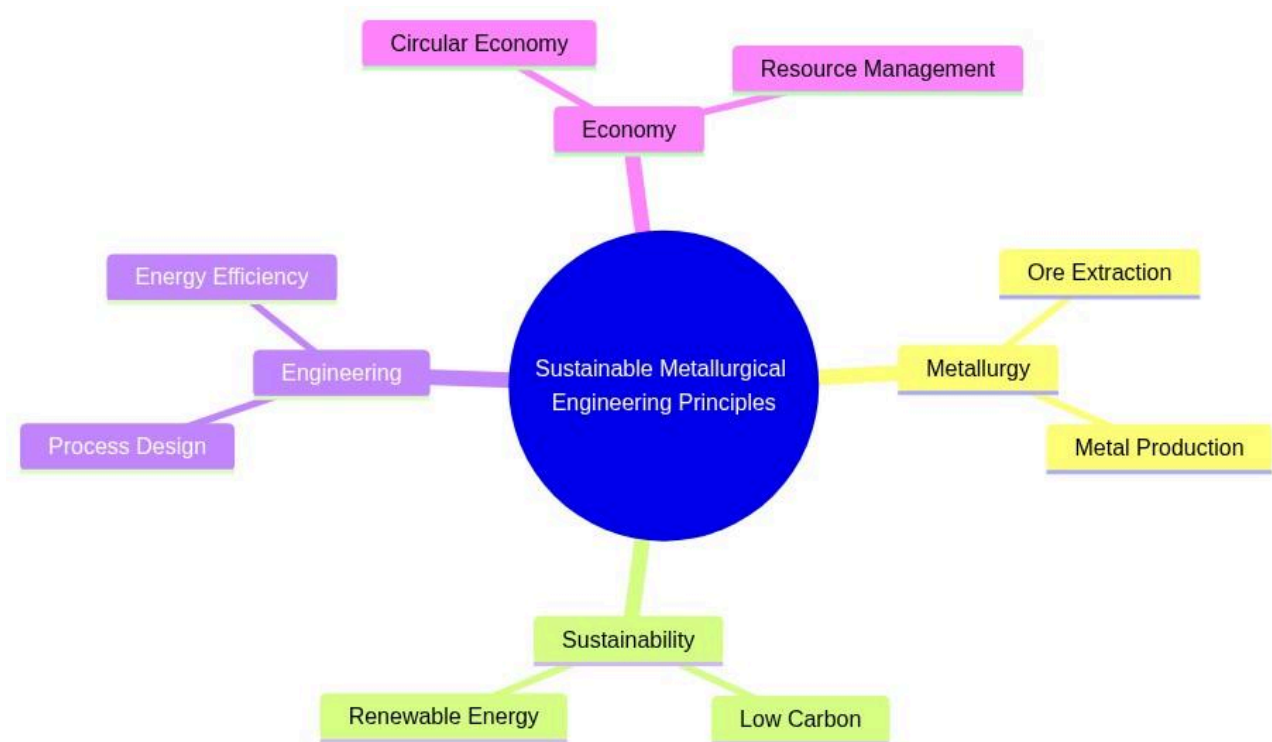 Circular Economy
Resource Management
Economy
Energy Efficiency
Ore Extraction
Engineering
Sustainable Metallurgical
Engineering Principles
Metallurgy
Process Design
Metal Production
Sustainability
Renewable Energy
Low Carbon